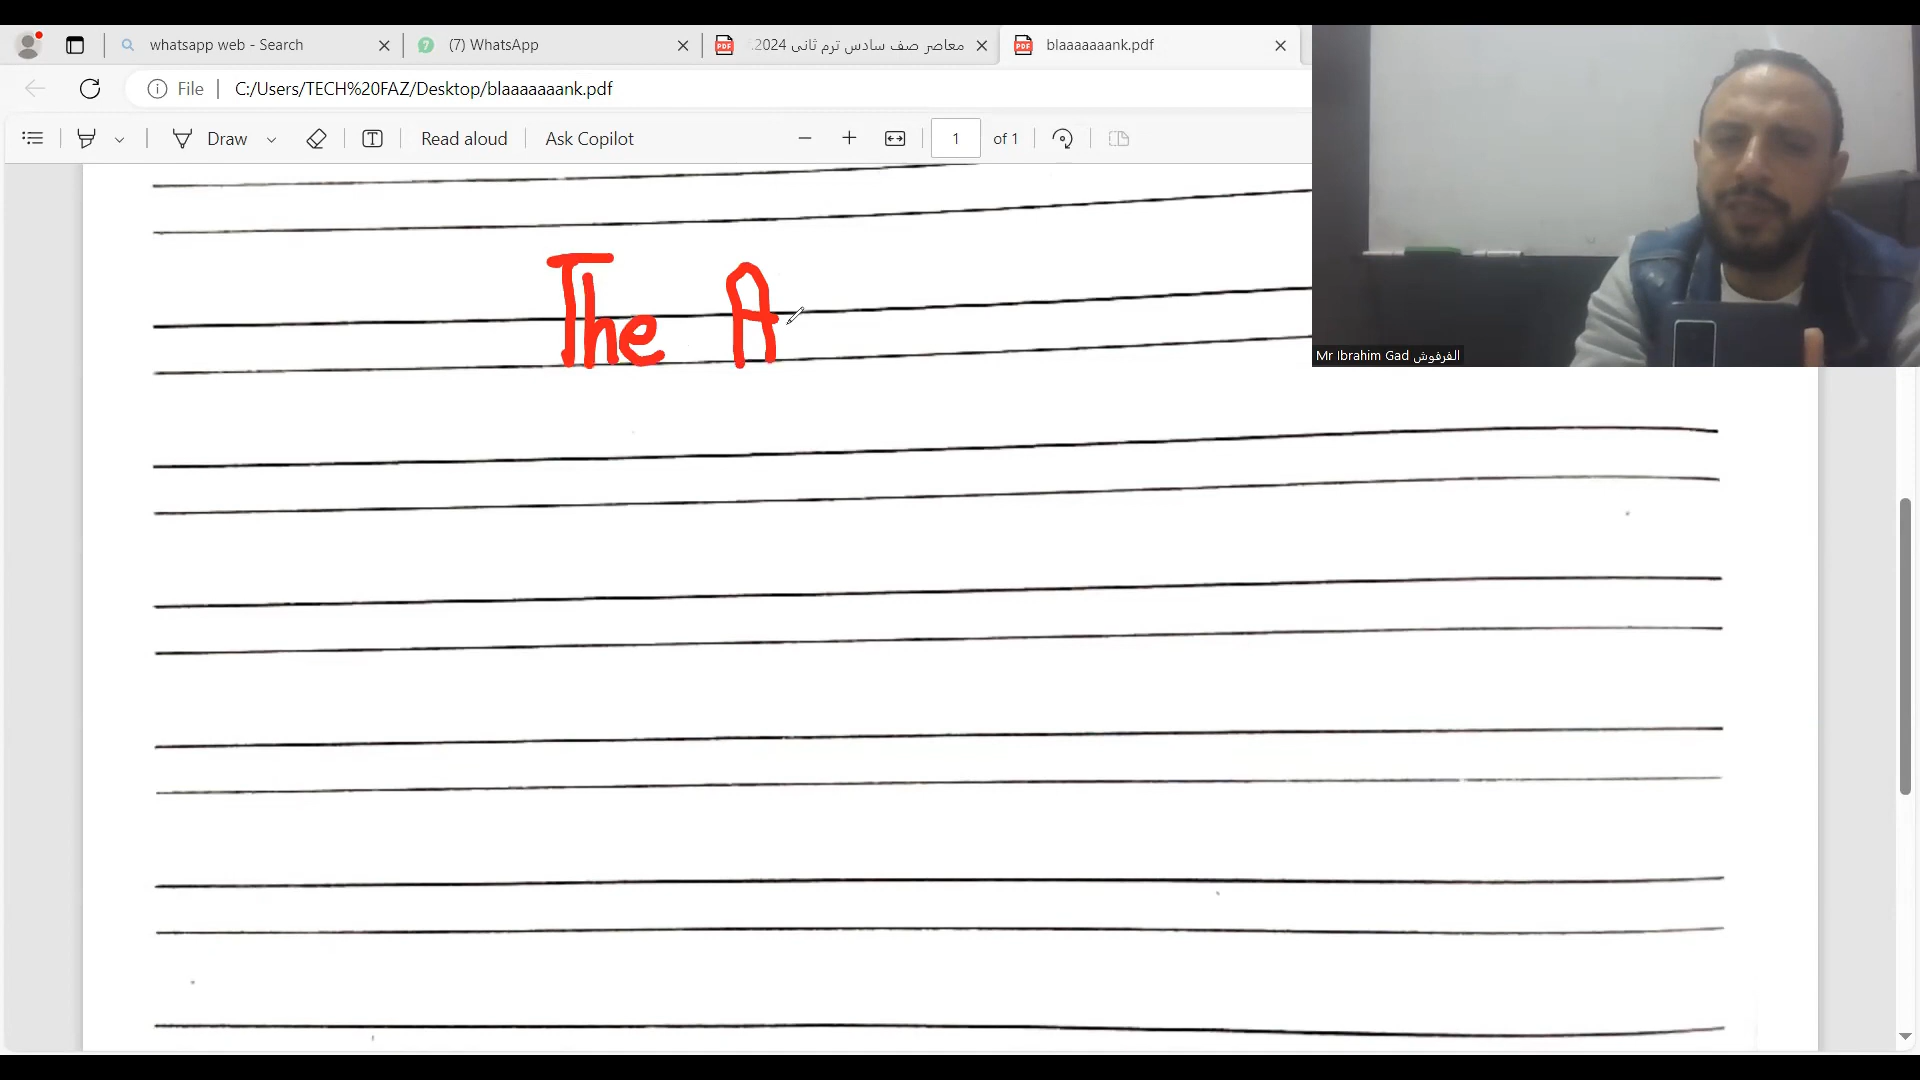 whatsapp web - Search
(7) WhatsApp
معاصر صف سادس ترم ثانى 2024
blaaaaaaank.pdf
File
C:/Users/TECH%20FAZ/Desktop/blaaaaaaank.pdf
Draw
Read aloud
Ask Copilot
1
of 1
The A
Mr Ibrahim Gad الفرفوش